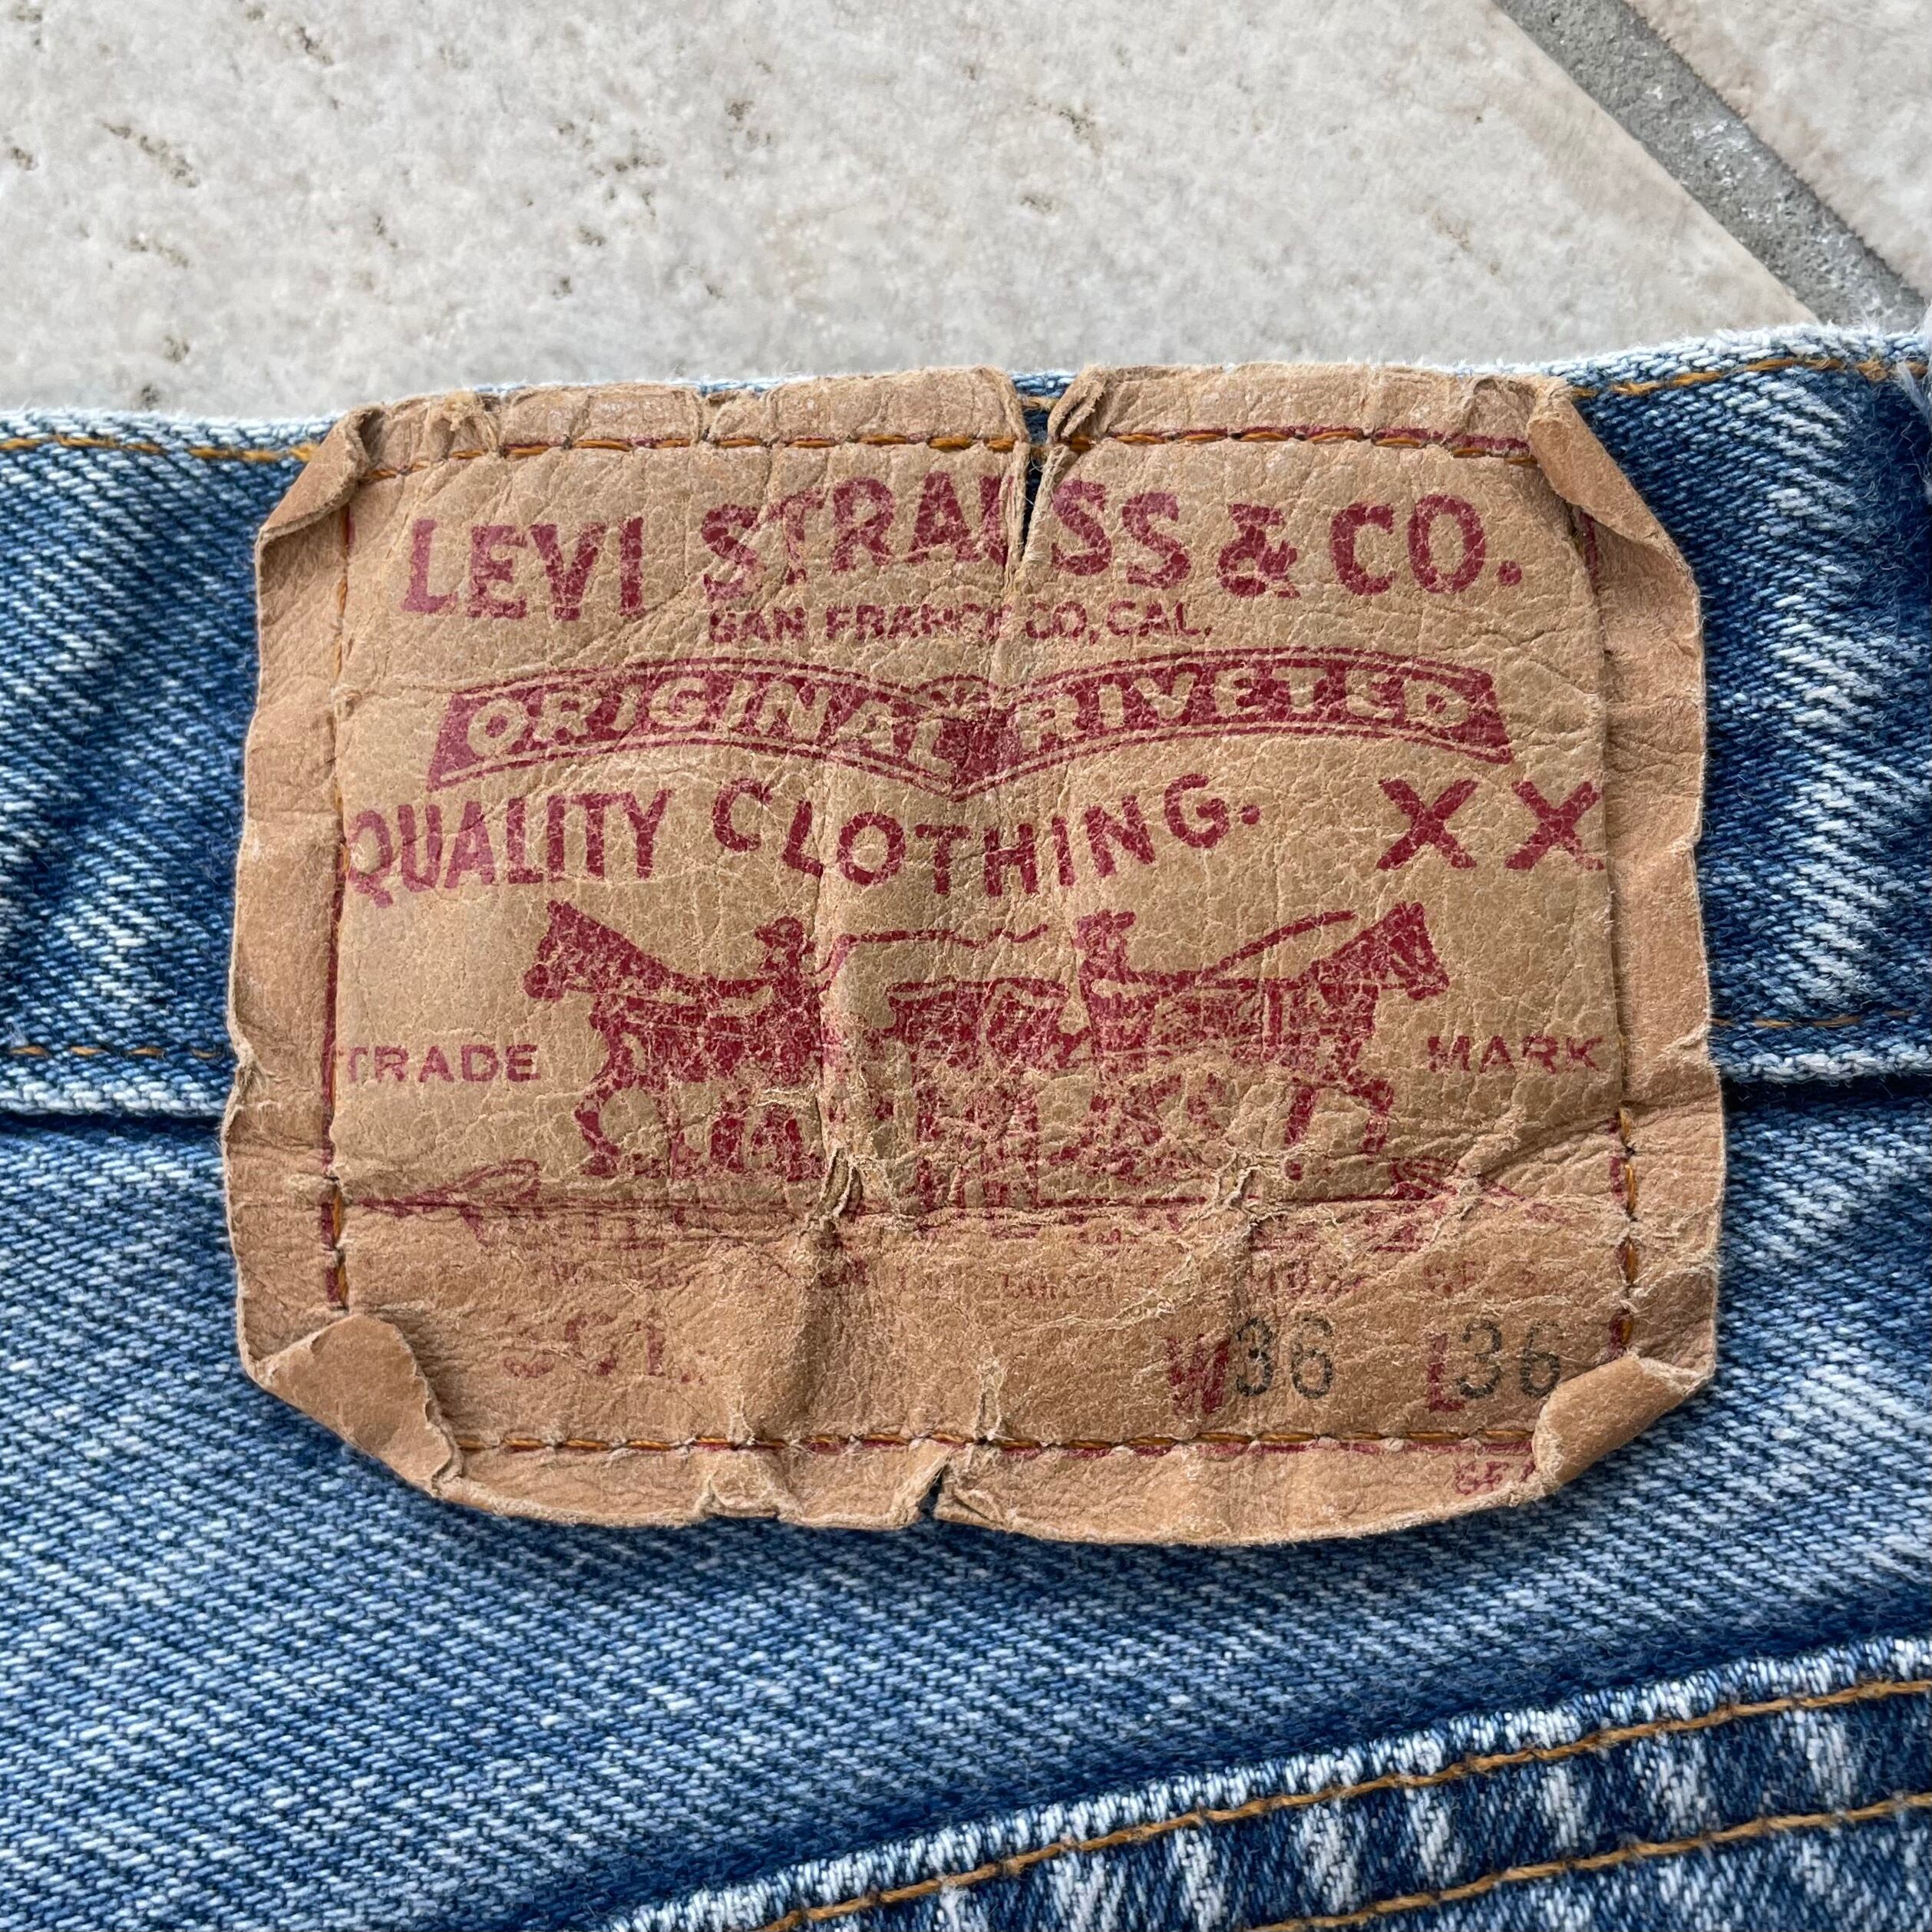 LEVI STRAUSS & CO.
SAN FRANCISCO, CAL.
ORIGINAL RIVETED
QUALITY CLOTHING. XX
TRADE MARK
W36 L36